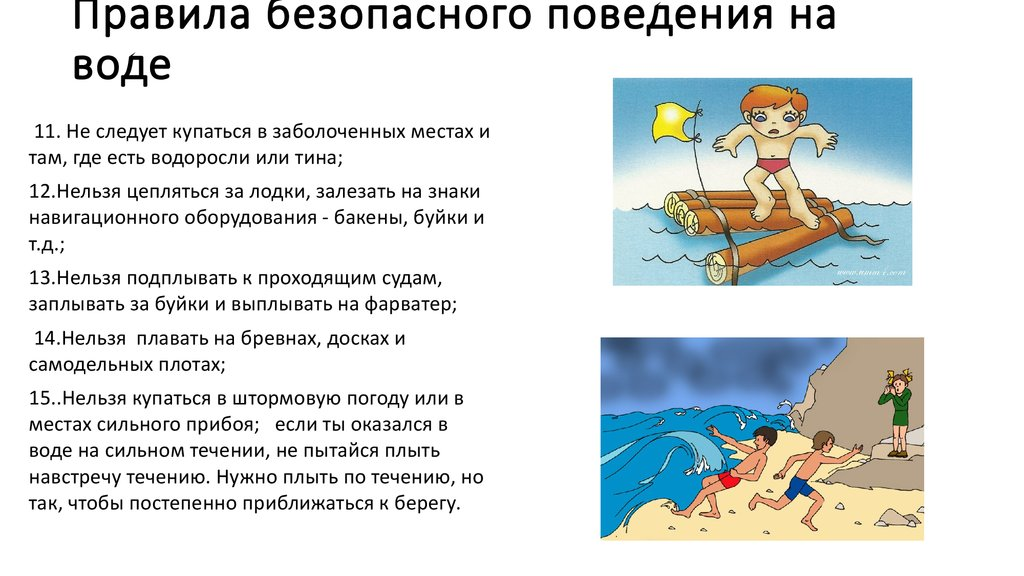 Правила безопасного поведения на
воде
11. Не следует купаться в заболоченных местах и
там, где есть водоросли или тина;
12.Нельзя цепляться за лодки, залезать на знаки
навигационного оборудования - бакены, буйки и
т.д.;
13.Нельзя подплывать к проходящим судам,
заплывать за буйки и выплывать на фарватер;
14.Нельзя  плавать на бревнах, досках и
самодельных плотах;
15..Нельзя купаться в штормовую погоду или в
местах сильного прибоя;   если ты оказался в
воде на сильном течении, не пытайся плыть
навстречу течению. Нужно плыть по течению, но
так, чтобы постепенно приближаться к берегу.